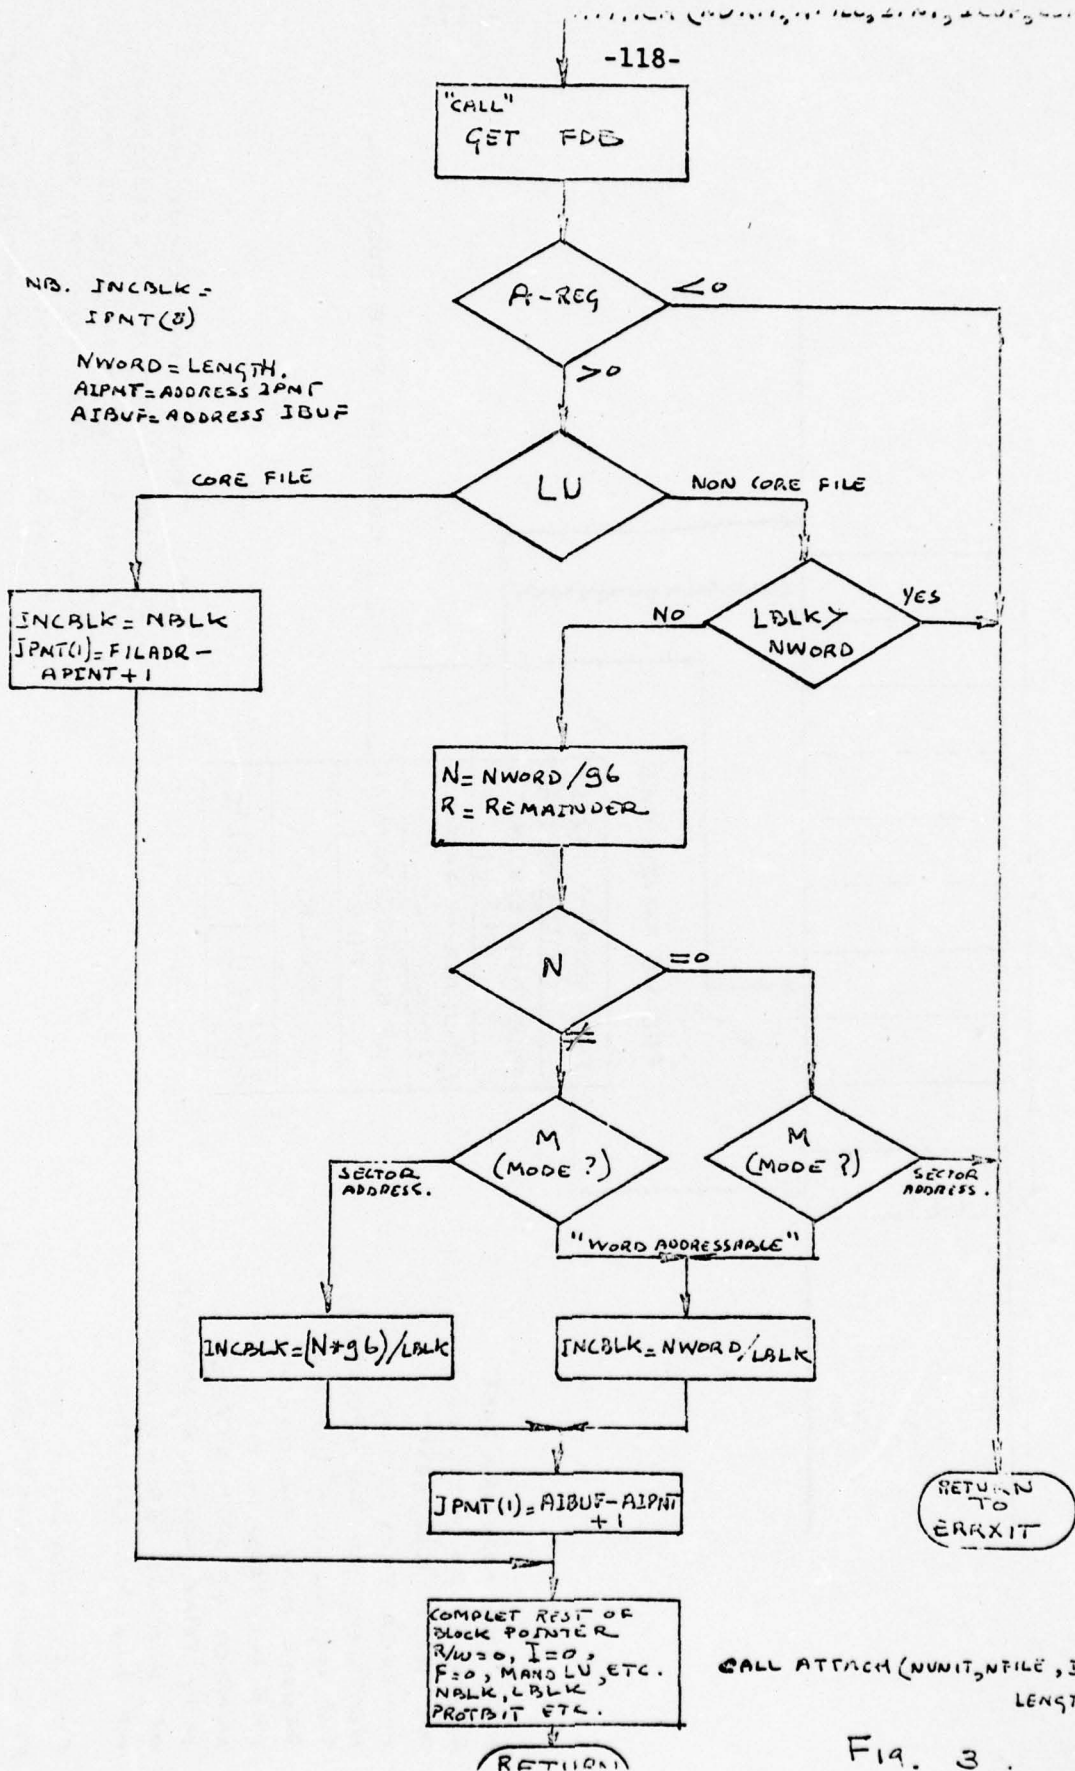 -118-
"CALL"
GET FDB
A-REG
<0
>0
NB. INCBLK =
IPNT(8)
NWORD = LENGTH.
AIPNT = ADDRESS IPNT
AIBUF = ADDRESS IBUF
CORE FILE
LU
NON CORE FILE
INCBLK = NBLK
IPNT(1) = FILADR -
APINT + 1
NO
LBLK >
NWORD
YES
N = NWORD / 96
R = REMAINDER
N
=0
≠
M
(MODE ?)
M
(MODE ?)
SECTOR
ADDRESS.
SECTOR
ADDRESS.
"WORD ADDRESSABLE"
INCBLK = (N*96)/LBLK
INCBLK = NWORD/LBLK
IPNT(1) = AIBUF - AIPNT
+ 1
RETURN
TO
ERRXIT
COMPLET REST OF
BLOCK POINTER
R/W = 0, I = 0,
F = 0, M AND LU, ETC.
NBLK, LBLK
PROTBIT ETC.
CALL ATTACH (NUNIT, NFILE,
LENGT
RETURN
Fig. 3.